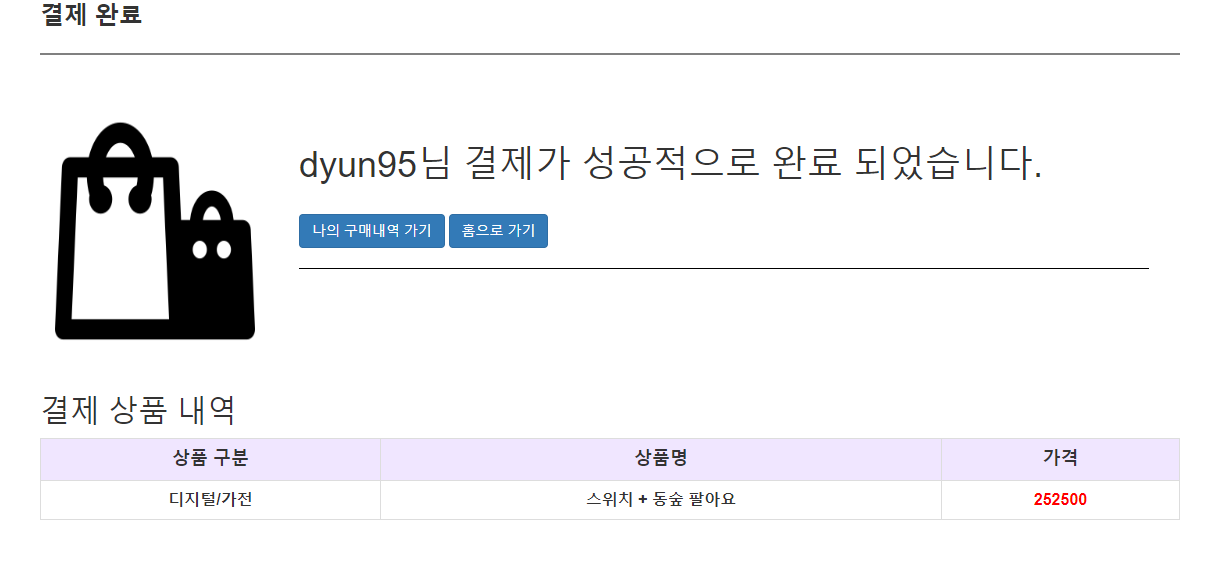 결제 완료
dyun95님 결제가 성공적으로 완료 되었습니다.
나의 구매내역 가기 홈으로 가기
결제 상품 내역
상품 구분 상품명 가격
디지털/가전 스위치 + 동숲 팔아요 252500